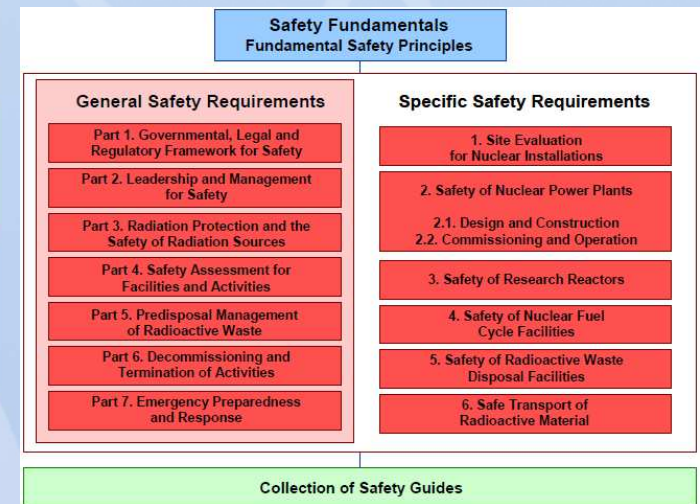 Safety Fundamentals
Fundamental Safety Principles
General Safety Requirements
Part 1. Governmental, Legal and
Regulatory Framework for Safety
Part 2. Leadership and Management
for Safety
Part 3. Radiation Protection and the
Safety of Radiation Sources
Part 4. Safety Assessment for
Facilities and Activities
Part 5. Predisposal Management
of Radioactive Waste
Part 6. Decommissioning and
Termination of Activities
Part 7. Emergency Preparedness
and Response
Specific Safety Requirements
1. Site Evaluation
for Nuclear Installations
2. Safety of Nuclear Power Plants
2.1. Design and Construction
2.2. Commissioning and Operation
3. Safety of Research Reactors
4. Safety of Nuclear Fuel
Cycle Facilities
5. Safety of Radioactive Waste
Disposal Facilities
6. Safe Transport of
Radioactive Material
Collection of Safety Guides